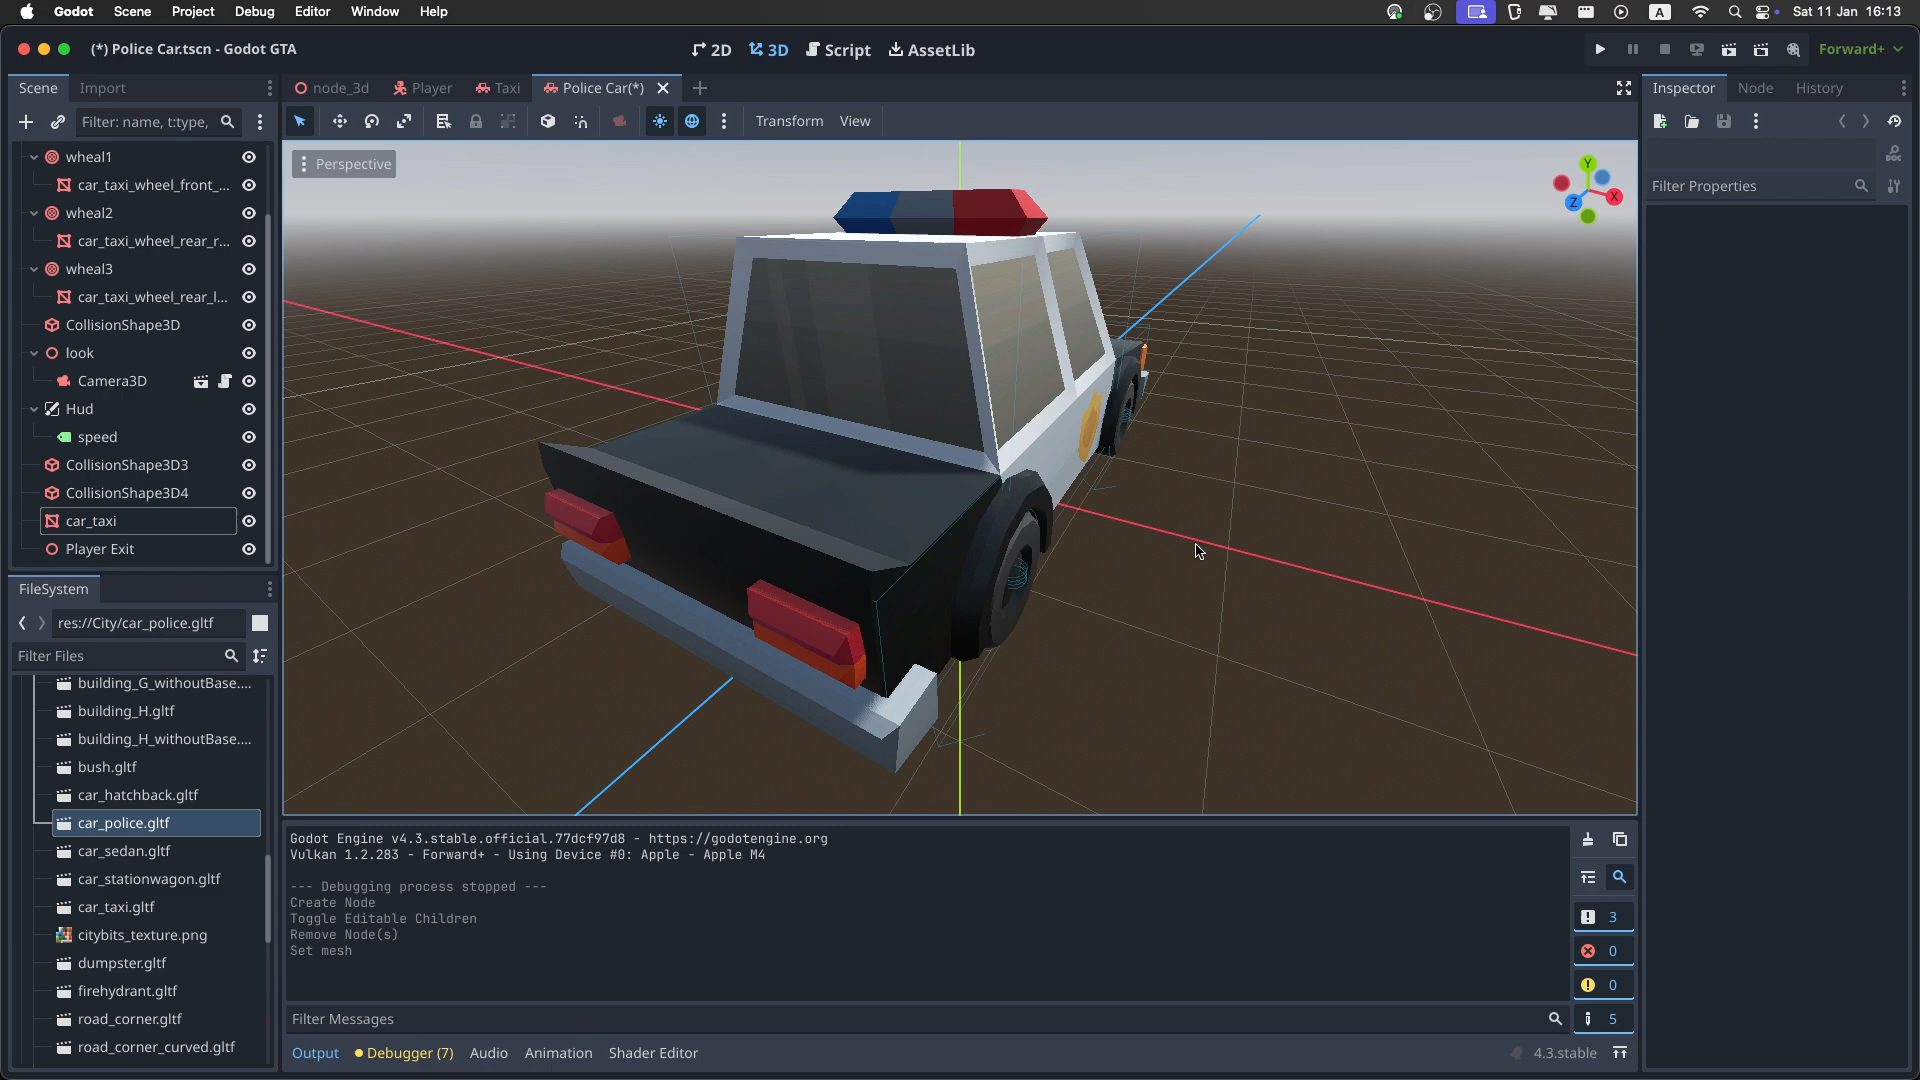 Godot Scene Project Debug Editor Window Help A Sat 11 Jan 16:13
(*) Police Car.tscn - Godot GTA 2D 3D Script AssetLib Forward+
Scene Import
node_3d Player Taxi Police Car(*)
Inspector Node History
Filter: name, t:type,
Transform View
Perspective
Filter Properties
DOC
Y
X
Z
wheal1
car_taxi_wheel_front_...
wheal2
car_taxi_wheel_rear_r...
wheal3
car_taxi_wheel_rear_l...
CollisionShape3D
look
Camera3D
Hud
speed
CollisionShape3D3
CollisionShape3D4
car_taxi
Player Exit
FileSystem
res://City/car_police.gltf
Filter Files
building_G_withoutBase....
building_H.gltf
building_H_withoutBase....
bush.gltf
car_hatchback.gltf
car_police.gltf
car_sedan.gltf
car_stationwagon.gltf
car_taxi.gltf
citybits_texture.png
dumpster.gltf
firehydrant.gltf
road_corner.gltf
road_corner_curved.gltf
Godot Engine v4.3.stable.official.77dcf97d8 - https://godotengine.org
Vulkan 1.2.283 - Forward+ - Using Device #0: Apple - Apple M4
--- Debugging process stopped ---
Create Node
Toggle Editable Children
Remove Node(s)
Set mesh
3
0
0
5
Filter Messages
Output Debugger (7) Audio Animation Shader Editor 4.3.stable